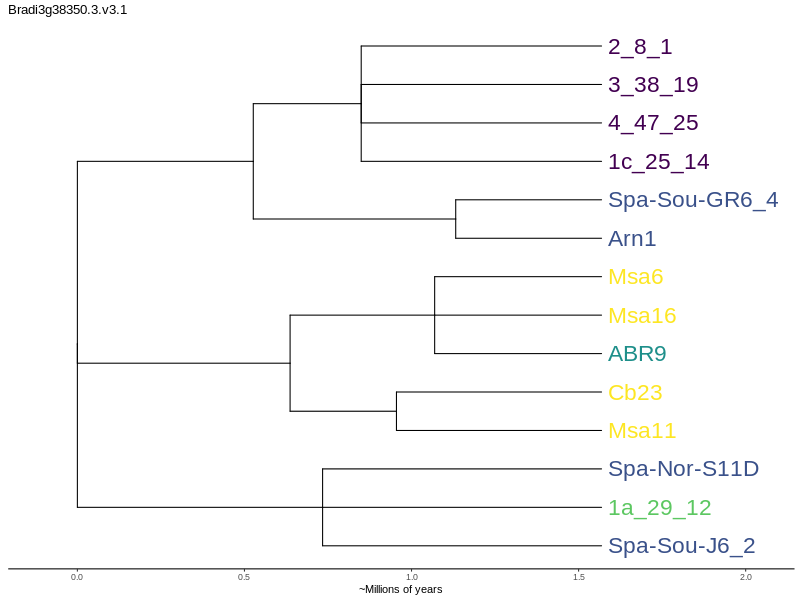 Bradi3g38350.3.v3.1
2_8_1
3_38_19
4_47_25
1c_25_14
Spa-Sou-GR6_4
Arn1
Msa6
Msa16
ABR9
Cb23
Msa11
Spa-Nor-S11D
1a_29_12
Spa-Sou-J6_2
0.0 0.5 1.0 1.5 2.0
~Millions of years